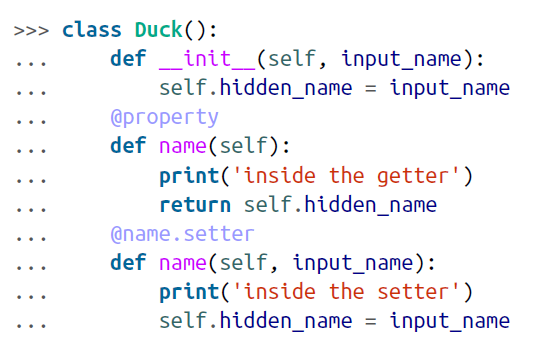 >>> class Duck():
...     def __init__(self, input_name):
...         self.hidden_name = input_name
...     @property
...     def name(self):
...         print('inside the getter')
...         return self.hidden_name
...     @name.setter
...     def name(self, input_name):
...         print('inside the setter')
...         self.hidden_name = input_name